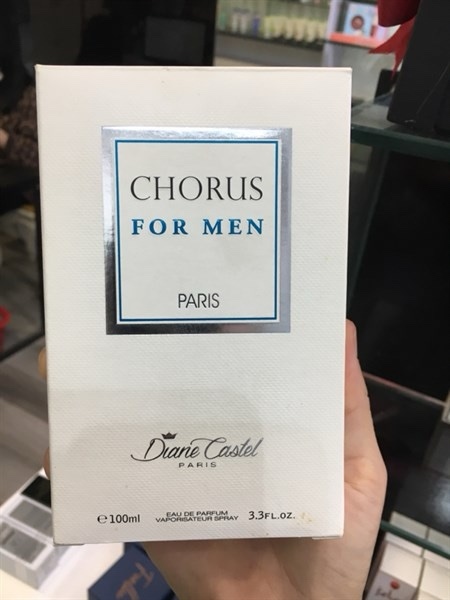 CHORUS
FOR MEN
PARIS
Diane Castel
PARIS
℮100ml
EAU DE PARFUM
VAPORISATEUR SPRAY
3.3FL.OZ.